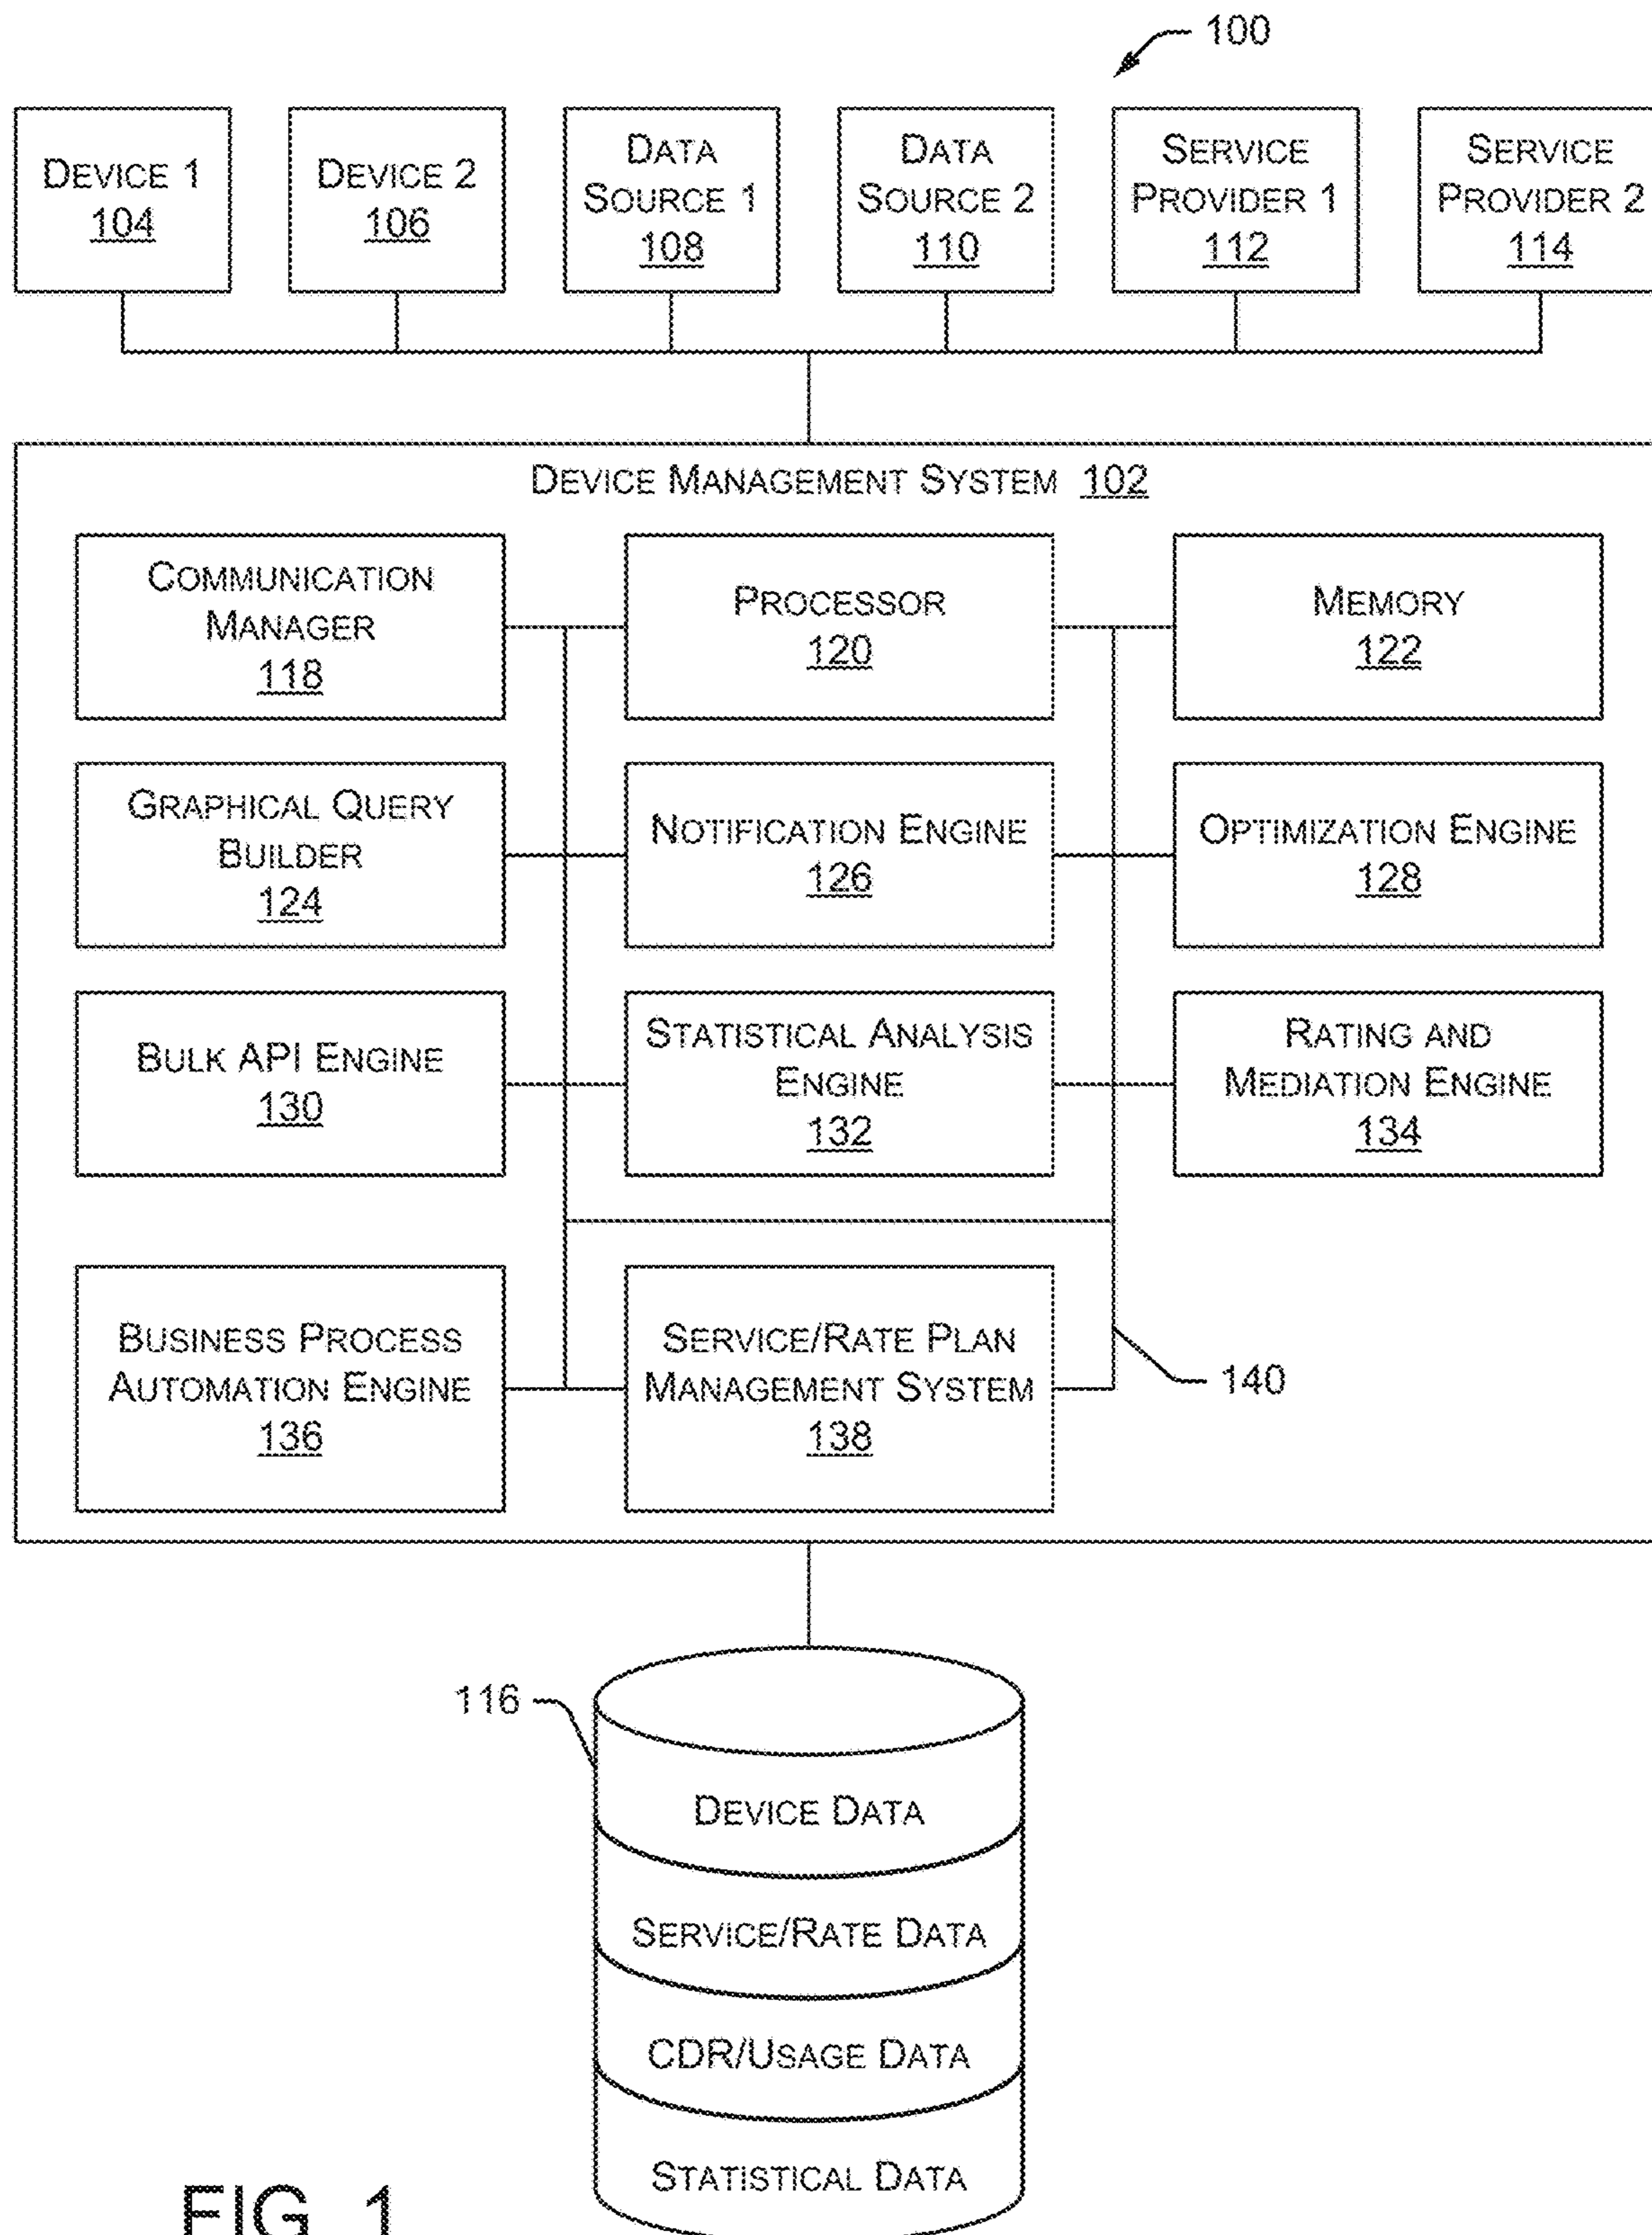 100
DEVICE 1
104
DEVICE 2
106
DATA
SOURCE 1
108
DATA
SOURCE 2
110
SERVICE
PROVIDER 1
112
SERVICE
PROVIDER 2
114
DEVICE MANAGEMENT SYSTEM 102
COMMUNICATION
MANAGER
118
PROCESSOR
120
MEMORY
122
GRAPHICAL QUERY
BUILDER
124
NOTIFICATION ENGINE
126
OPTIMIZATION ENGINE
128
BULK API ENGINE
130
STATISTICAL ANALYSIS
ENGINE
132
RATING AND
MEDIATION ENGINE
134
BUSINESS PROCESS
AUTOMATION ENGINE
136
SERVICE/RATE PLAN
MANAGEMENT SYSTEM
138
140
116
DEVICE DATA
SERVICE/RATE DATA
CDR/USAGE DATA
STATISTICAL DATA
FIG. 1